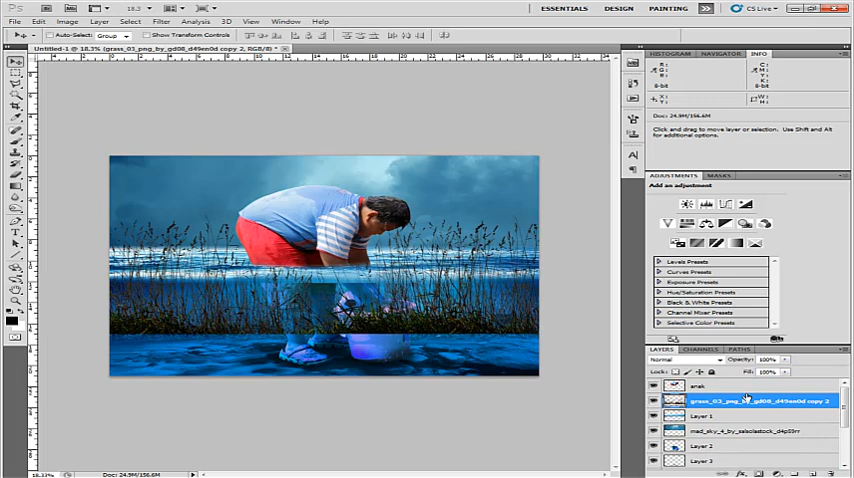 Ps Br Mb 18.3 ESSENTIALS DESIGN PAINTING >> CS Live
File Edit Image Layer Select Filter Analysis 3D View Window Help
Auto-Select: Group Show Transform Controls
Untitled-1 @ 18.3% (grass_03_png_by_gd08_d49en0d copy 2, RGB/8) *
HISTOGRAM NAVIGATOR INFO
R: C:
G: M:
B: Y:
K:
8-bit 8-bit
X: W:
Y: H:
Doc: 24.9M/156.6M
Click and drag to move layer or selection. Use Shift and Alt
for additional options.
ADJUSTMENTS MASKS
Add an adjustment
Levels Presets
Curves Presets
Exposure Presets
Hue/Saturation Presets
Black & White Presets
Channel Mixer Presets
Selective Color Presets
LAYERS CHANNELS PATHS
Normal Opacity: 100%
Lock: Fill: 100%
anak
grass_03_png_by_gd08_d49en0d copy 2
Layer 1
mad_sky_4_by_salsolastock_d4p59rr
Layer 2
Layer 3
18.33% Doc: 24.9M/156.6M